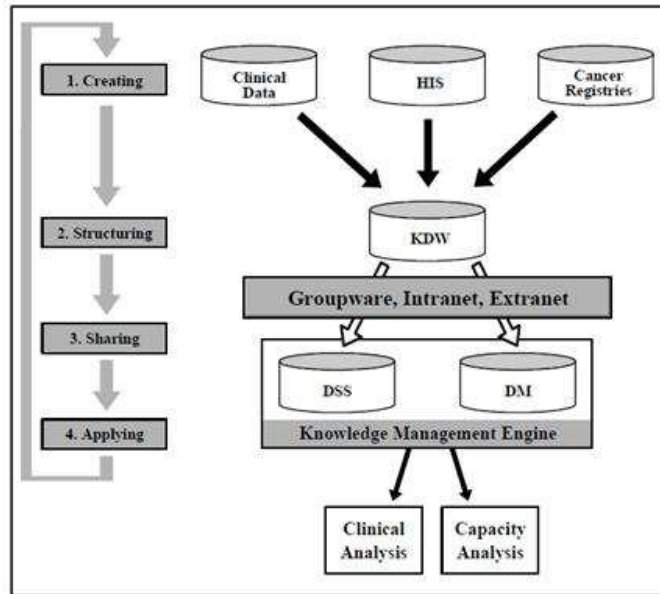 1. Creating
Clinical
Data
HIS
Cancer
Registries
2. Structuring
KDW
Groupware, Intranet, Extranet
3. Sharing
DSS
DM
4. Applying
Knowledge Management Engine
Clinical
Analysis
Capacity
Analysis